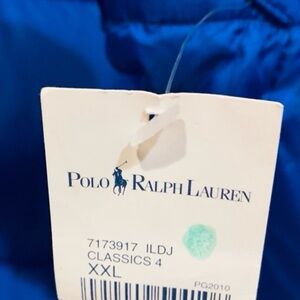 POLO RALPH LAUREN
7173917 ILDJ
CLASSICS 4
XXL
PG2010